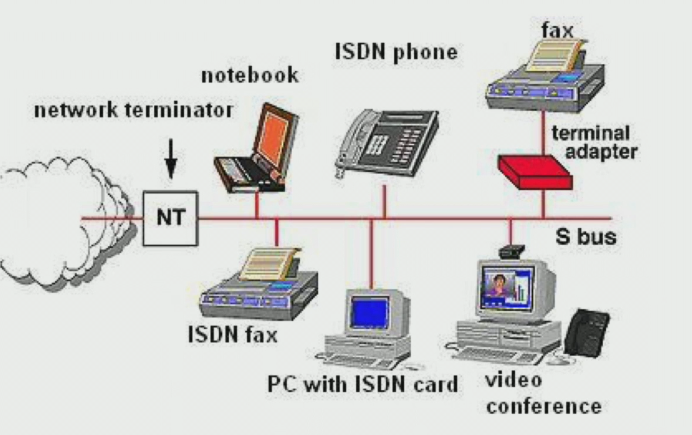 fax
ISDN phone
notebook
network terminator
terminal
adapter
NT
S bus
ISDN fax
PC with ISDN card
video
conference